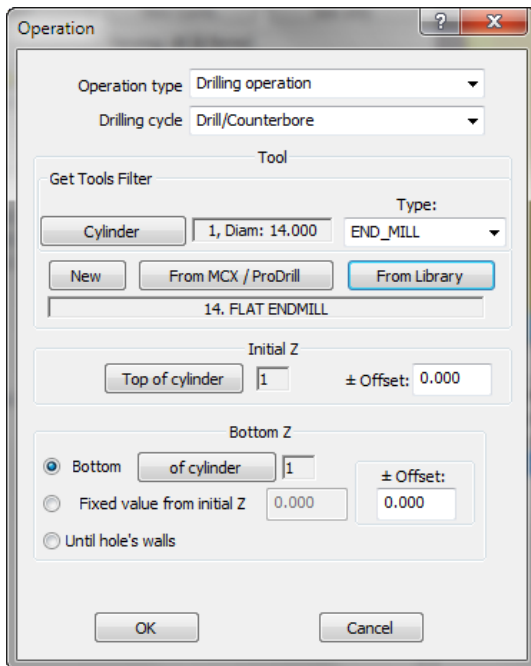 Operation
?
X
Operation type Drilling operation
Drilling cycle Drill/Counterbore
Tool
Get Tools Filter
Type:
Cylinder 1, Diam: 14.000 END_MILL
New From MCX / ProDrill From Library
14. FLAT ENDMILL
Initial Z
Top of cylinder 1 ± Offset: 0.000
Bottom Z
Bottom of cylinder 1 ± Offset:
Fixed value from initial Z 0.000 0.000
Until hole's walls
OK Cancel